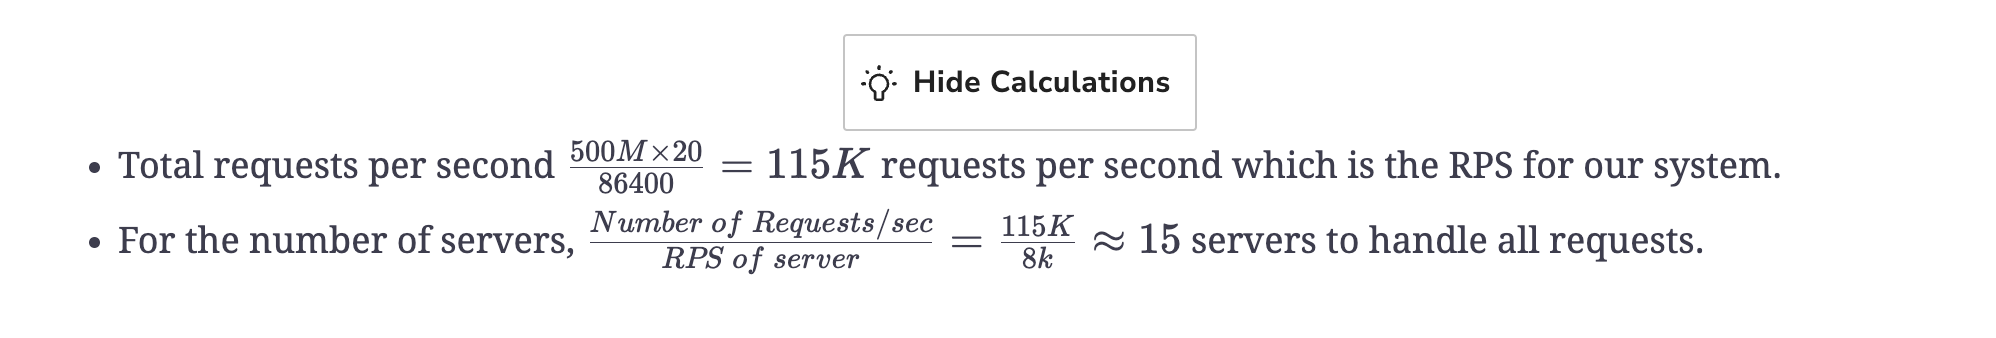 Hide Calculations
• Total requests per second \frac{500M×20}{86400} = 115K requests per second which is the RPS for our system.
• For the number of servers, \frac{Number of Requests/sec}{RPS of server} = \frac{115K}{8k} ≈ 15 servers to handle all requests.